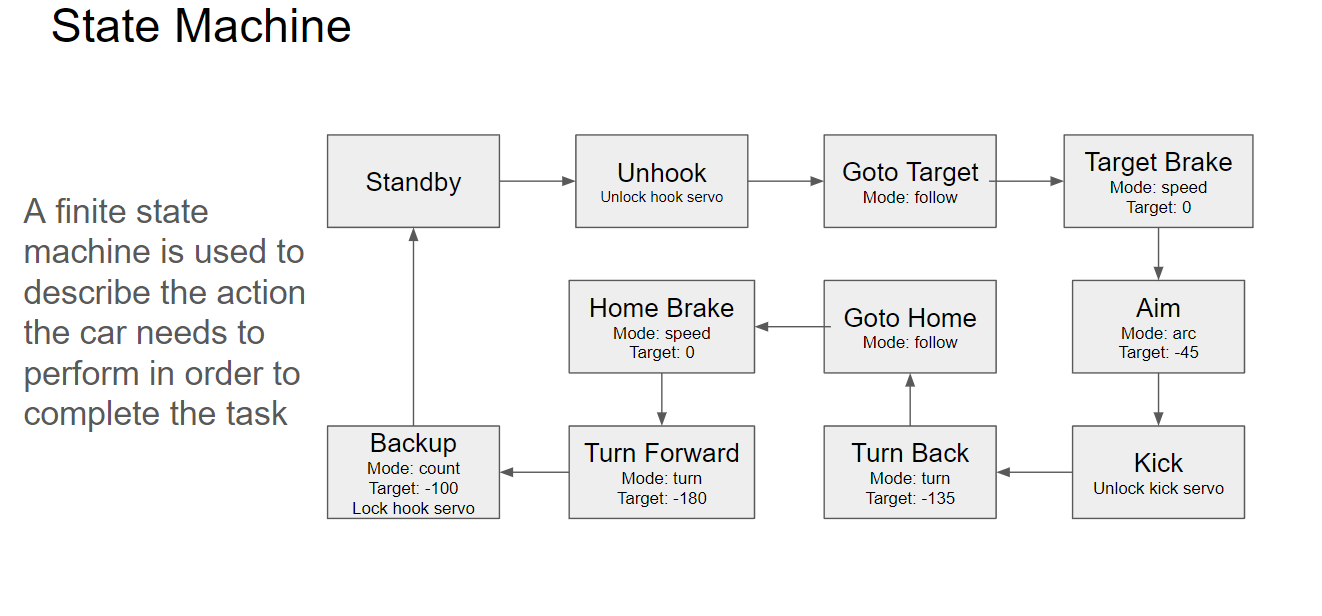 State Machine
A finite state
machine is used to
describe the action
the car needs to
perform in order to
complete the task
Standby
Unhook
Unlock hook servo
Goto Target
Mode: follow
Target Brake
Mode: speed
Target: 0
Aim
Mode: arc
Target: -45
Kick
Unlock kick servo
Turn Back
Mode: turn
Target: -135
Goto Home
Mode: follow
Home Brake
Mode: speed
Target: 0
Turn Forward
Mode: turn
Target: -180
Backup
Mode: count
Target: -100
Lock hook servo